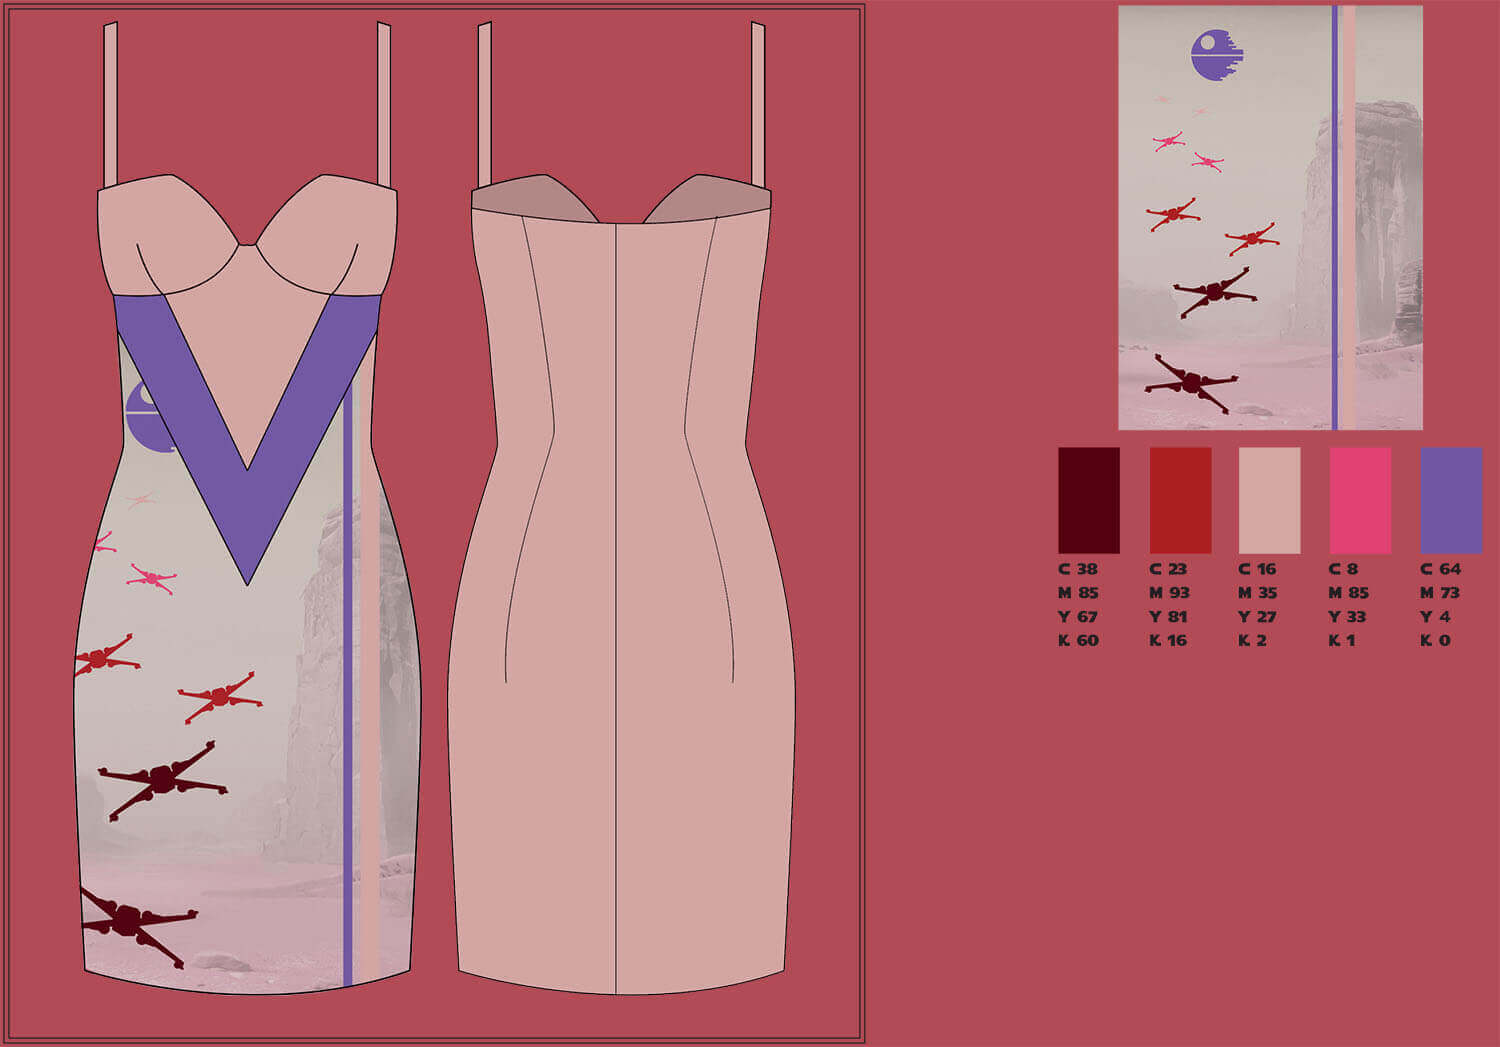 C 38 C 23 C 16 C 8 C 64
M 85 M 93 M 35 M 85 M 73
Y 67 Y 81 Y 27 Y 33 Y 4
K 60 K 16 K 2 K 1 K 0